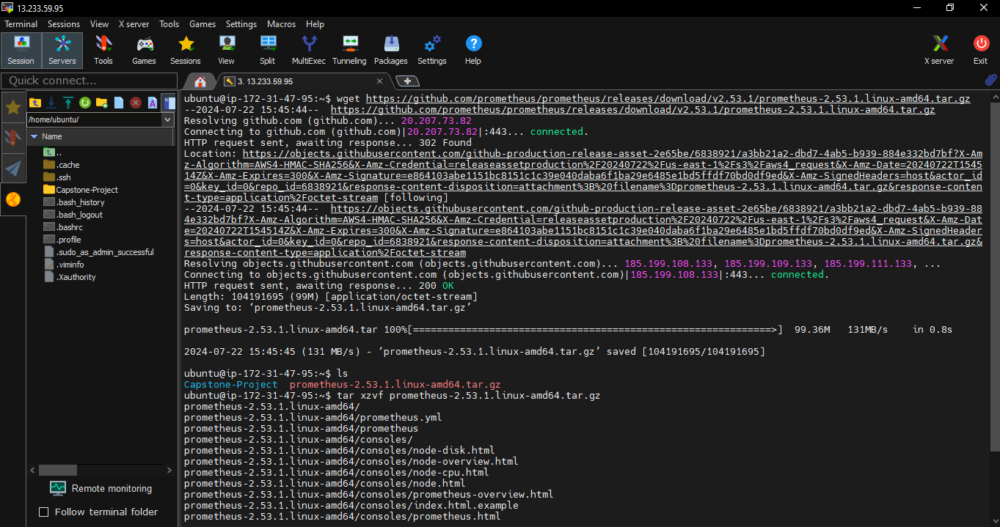 13.233.59.95
Terminal Sessions View X server Tools Games Settings Macros Help
Session Servers Tools Games Sessions View Split MultiExec Tunneling Packages Settings Help X server Exit
Quick connect...
3. 13.233.59.95
/home/ubuntu/
Name
..
.cache
.ssh
Capstone-Project
.bash_history
.bash_logout
.bashrc
.profile
.sudo_as_admin_successful
.viminfo
.Xauthority
Remote monitoring
Follow terminal folder
ubuntu@ip-172-31-47-95:~$ wget https://github.com/prometheus/prometheus/releases/download/v2.53.1/prometheus-2.53.1.linux-amd64.tar.gz
--2024-07-22 15:45:44-- https://github.com/prometheus/prometheus/releases/download/v2.53.1/prometheus-2.53.1.linux-amd64.tar.gz
Resolving github.com (github.com)... 20.207.73.82
Connecting to github.com (github.com)|20.207.73.82|:443... connected.
HTTP request sent, awaiting response... 302 Found
Location: https://objects.githubusercontent.com/github-production-release-asset-2e65be/6838921/a3bb21a2-dbd7-4ab5-b939-884e332bd7bf?X-Am
z-Algorithm=AWS4-HMAC-SHA256&X-Amz-Credential=releaseassetproduction%2F20240722%2Fus-east-1%2Fs3%2Faws4_request&X-Amz-Date=20240722T1545
14Z&X-Amz-Expires=300&X-Amz-Signature=e864103abe1151bc8151c1c39e040daba6f1ba29e6485e1bd5ffdf70bd0df9ed&X-Amz-SignedHeaders=host&actor_id
=0&key_id=0&repo_id=6838921&response-content-disposition=attachment%3B%20filename%3Dprometheus-2.53.1.linux-amd64.tar.gz&response-conten
t-type=application%2Foctet-stream [following]
--2024-07-22 15:45:44-- https://objects.githubusercontent.com/github-production-release-asset-2e65be/6838921/a3bb21a2-dbd7-4ab5-b939-88
4e332bd7bf?X-Amz-Algorithm=AWS4-HMAC-SHA256&X-Amz-Credential=releaseassetproduction%2F20240722%2Fus-east-1%2Fs3%2Faws4_request&X-Amz-Dat
e=20240722T154514Z&X-Amz-Expires=300&X-Amz-Signature=e864103abe1151bc8151c1c39e040daba6f1ba29e6485e1bd5ffdf70bd0df9ed&X-Amz-SignedHeader
s=host&actor_id=0&key_id=0&repo_id=6838921&response-content-disposition=attachment%3B%20filename%3Dprometheus-2.53.1.linux-amd64.tar.gz&
response-content-type=application%2Foctet-stream
Resolving objects.githubusercontent.com (objects.githubusercontent.com)... 185.199.108.133, 185.199.109.133, 185.199.111.133, ...
Connecting to objects.githubusercontent.com (objects.githubusercontent.com)|185.199.108.133|:443... connected.
HTTP request sent, awaiting response... 200 OK
Length: 104191695 (99M) [application/octet-stream]
Saving to: ‘prometheus-2.53.1.linux-amd64.tar.gz’
prometheus-2.53.1.linux-amd64.tar 100%[=============================================================>] 99.36M 131MB/s in 0.8s
2024-07-22 15:45:45 (131 MB/s) - ‘prometheus-2.53.1.linux-amd64.tar.gz’ saved [104191695/104191695]
ubuntu@ip-172-31-47-95:~$ ls
Capstone-Project prometheus-2.53.1.linux-amd64.tar.gz
ubuntu@ip-172-31-47-95:~$ tar xzvf prometheus-2.53.1.linux-amd64.tar.gz
prometheus-2.53.1.linux-amd64/
prometheus-2.53.1.linux-amd64/prometheus.yml
prometheus-2.53.1.linux-amd64/prometheus
prometheus-2.53.1.linux-amd64/consoles/
prometheus-2.53.1.linux-amd64/consoles/node-disk.html
prometheus-2.53.1.linux-amd64/consoles/node-overview.html
prometheus-2.53.1.linux-amd64/consoles/node-cpu.html
prometheus-2.53.1.linux-amd64/consoles/node.html
prometheus-2.53.1.linux-amd64/consoles/prometheus-overview.html
prometheus-2.53.1.linux-amd64/consoles/index.html.example
prometheus-2.53.1.linux-amd64/consoles/prometheus.html